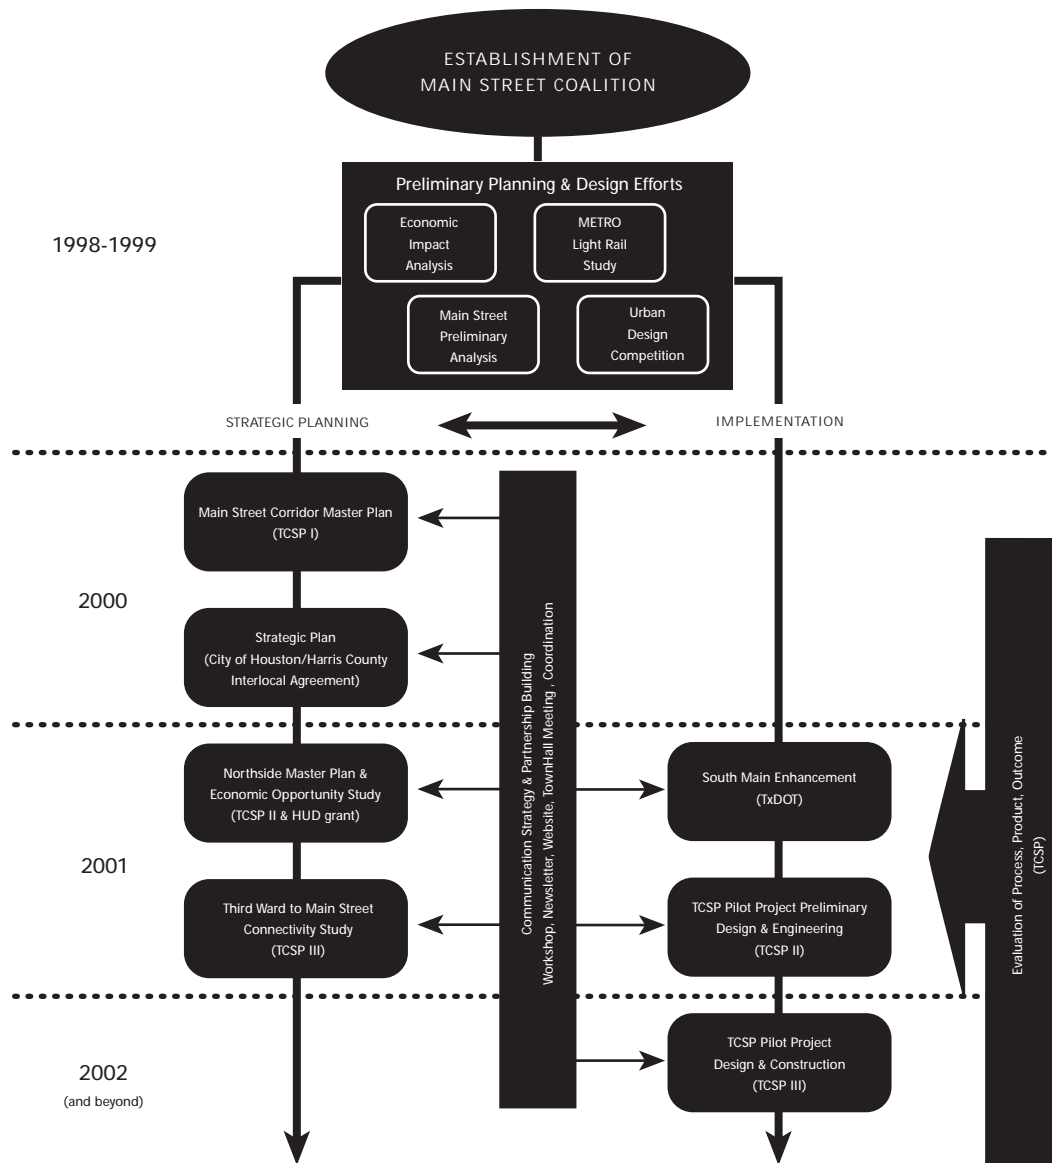 ESTABLISHMENT OF
MAIN STREET COALITION
Preliminary Planning & Design Efforts
Economic
Impact
Analysis
METRO
Light Rail
Study
Main Street
Preliminary
Analysis
Urban
Design
Competition
1998-1999
STRATEGIC PLANNING
IMPLEMENTATION
2000
Main Street Corridor Master Plan
(TCSP I)
Strategic Plan
(City of Houston/Harris County
Interlocal Agreement)
Communication Strategy & Partnership Building
Workshop, Newsletter, Website, TownHall Meeting , Coordination
2001
Northside Master Plan &
Economic Opportunity Study
(TCSP II & HUD grant)
South Main Enhancement
(TxDOT)
Third Ward to Main Street
Connectivity Study
(TCSP III)
TCSP Pilot Project Preliminary
Design & Engineering
(TCSP II)
Evaluation of Process, Product, Outcome
(TCSP)
2002
(and beyond)
TCSP Pilot Project
Design & Construction
(TCSP III)